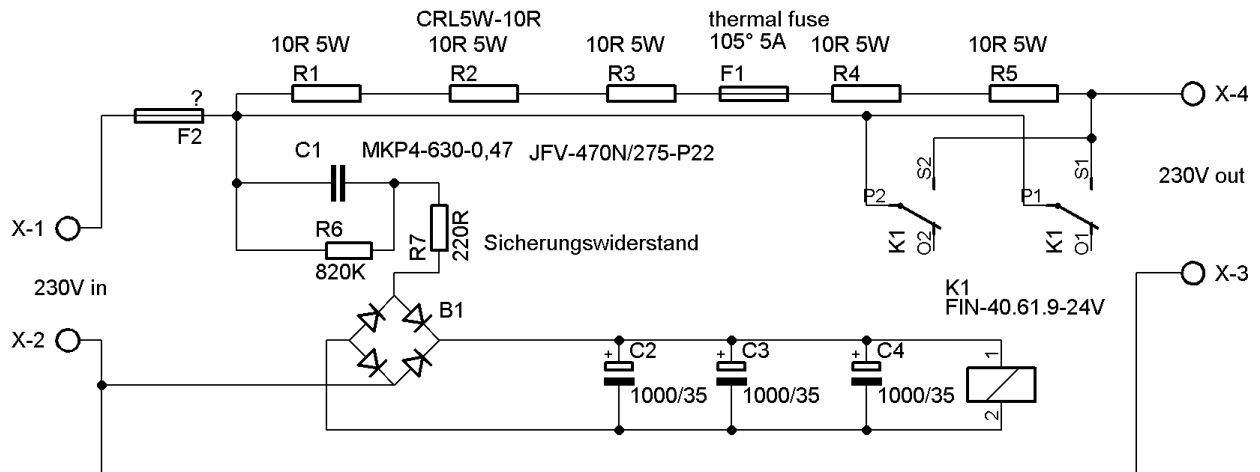 CRL5W-10R
thermal fuse
10R 5W
10R 5W
10R 5W
105° 5A
10R 5W
10R 5W
R1
R2
R3
F1
R4
R5
X-4
?
F2
C1
MKP4-630-0,47
JFV-470N/275-P22
S2
S1
230V out
P2
P1
X-1
R6
820K
R7
220R
Sicherungswiderstand
K1
O2
K1
O1
X-3
230V in
K1
FIN-40.61.9-24V
B1
X-2
+
C2
1000/35
+
C3
1000/35
+
C4
1000/35
1
2